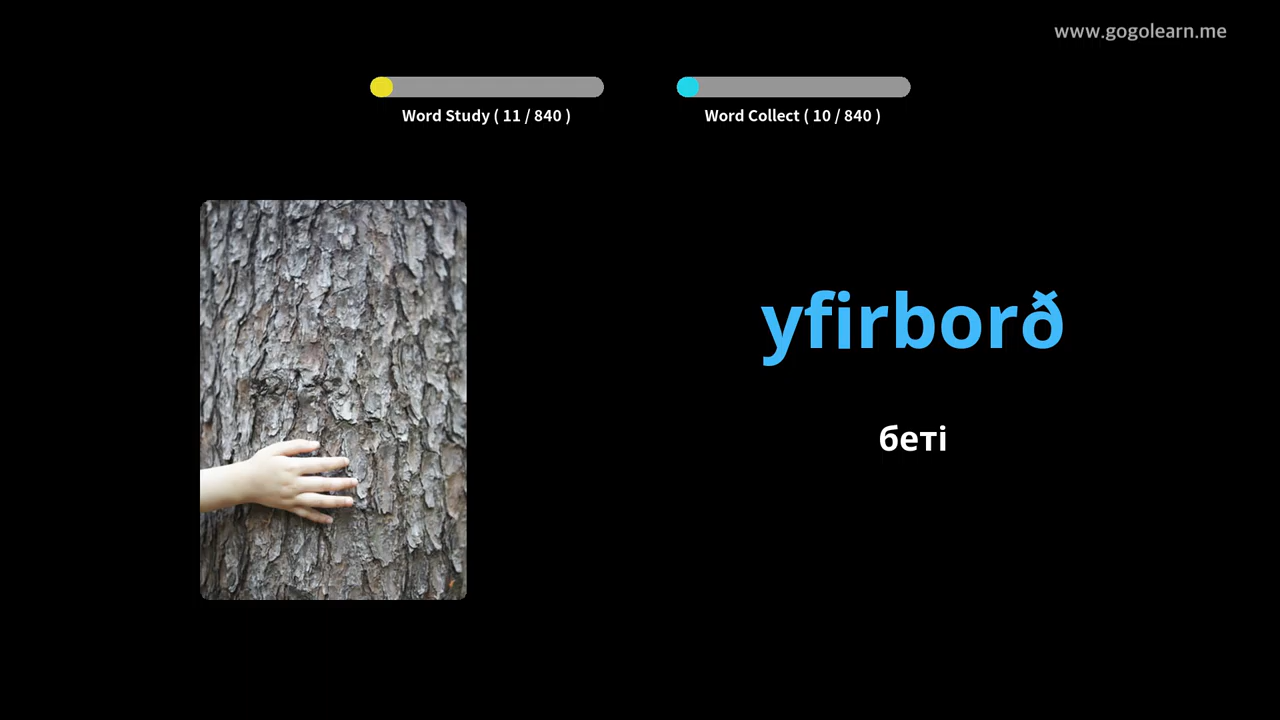 www.gogolearn.me
Word Study ( 11 / 840 )
Word Collect ( 10 / 840 )
yfirborð
беті